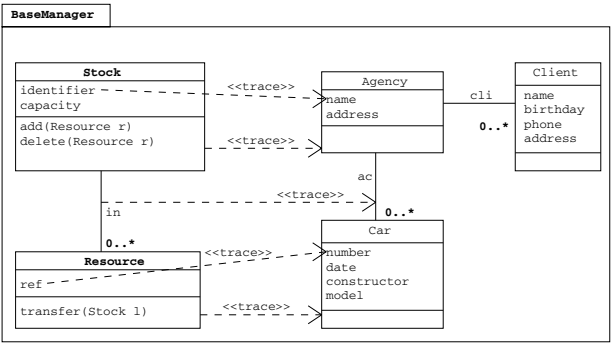 BaseManager
Stock
identifier
capacity
add(Resource r)
delete(Resource r)
<<trace>>
<<trace>>
Agency
name
address
cli
0..*
Client
name
birthday
phone
address
in
0..*
<<trace>>
ac
0..*
Resource
ref
transfer(Stock l)
<<trace>>
<<trace>>
Car
number
date
constructor
model